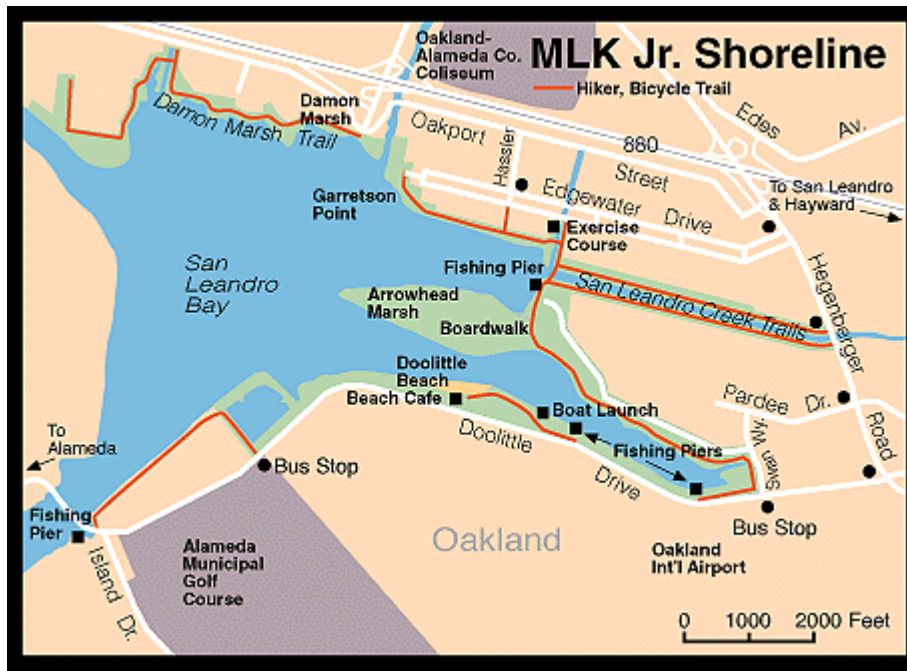 MLK Jr. Shoreline
Hiker, Bicycle Trail
Oakland-
Alameda Co.
Coliseum
Damon
Marsh
Damon Marsh Trail
Oakport
Street
Hassler
880
Edes Av.
To San Leandro
& Hayward
Garretson
Point
Edgewater
Drive
Exercise
Course
San
Leandro
Bay
Fishing Pier
San Leandro Creek Trails
Hegenberger
Road
Arrowhead
Marsh
Boardwalk
Doolittle
Beach
Beach Cafe
Boat Launch
Pardee Dr.
Swan Wy.
Doolittle
Drive
Fishing Piers
To
Alameda
Bus Stop
Bus Stop
Fishing
Pier
Island Dr.
Alameda
Municipal
Golf
Course
Oakland
Oakland
Int'l Airport
0 1000 2000 Feet